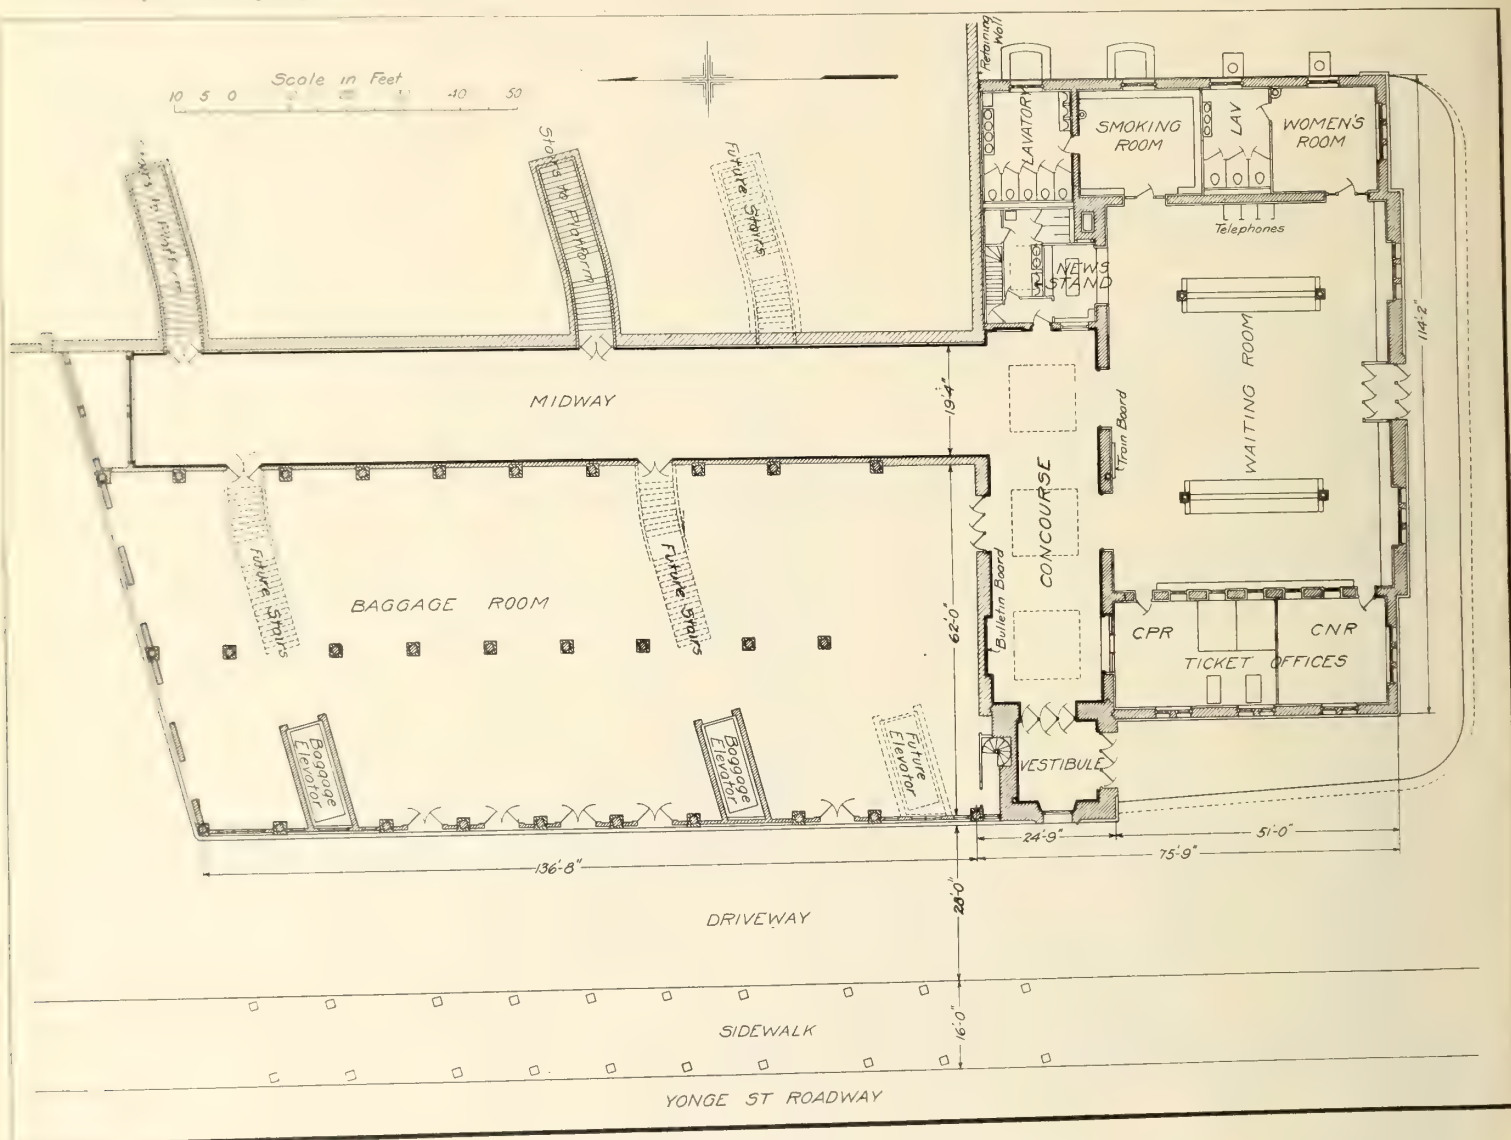 Scale in Feet
10 5 0 40 50
Retaining
Wall
LAVATORY
SMOKING
ROOM
LAV
WOMEN'S
ROOM
Stairs to Platform
Future Stairs
Telephones
NEWS
STAND
WAITING ROOM
114'-2"
MIDWAY
19'-4"
Train Board
CONCOURSE
Bulletin Board
62'-0"
Future Stairs
Future Stairs
BAGGAGE ROOM
CPR
CNR
TICKET OFFICES
Baggage
Elevator
Baggage
Elevator
Future
Elevator
VESTIBULE
24'-9"
51'-0"
75'-9"
136'-8"
28'-0"
DRIVEWAY
SIDEWALK
16'-0"
YONGE ST ROADWAY